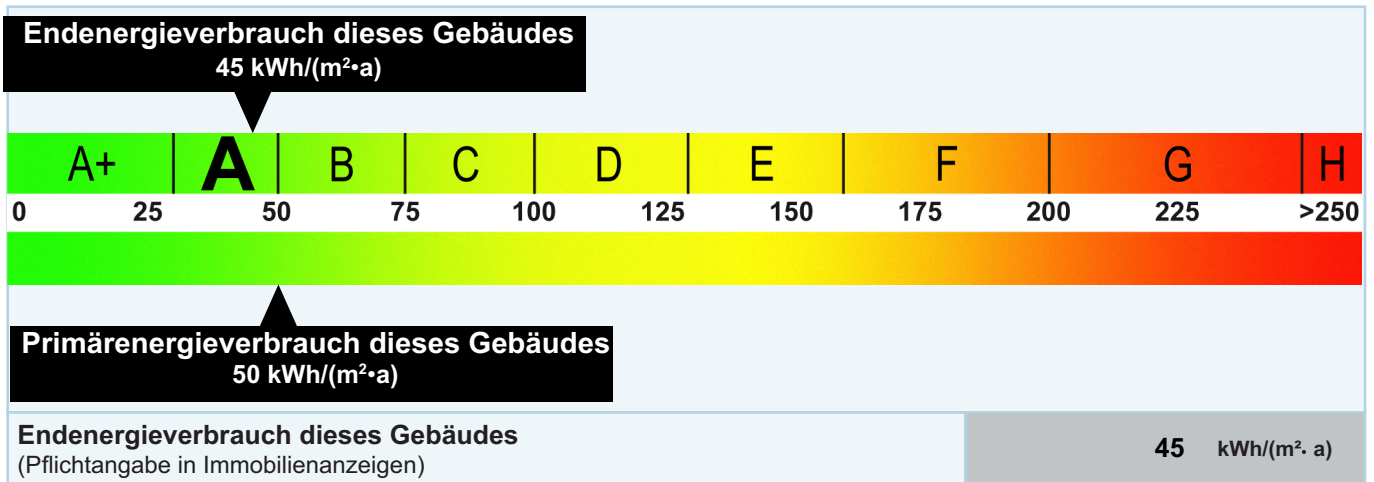 Endenergieverbrauch dieses Gebäudes
45 kWh/(m²•a)
A+ A B C D E F G H
0 25 50 75 100 125 150 175 200 225 >250
Primärenergieverbrauch dieses Gebäudes
50 kWh/(m²•a)
Endenergieverbrauch dieses Gebäudes
(Pflichtangabe in Immobilienanzeigen)
45 kWh/(m²· a)